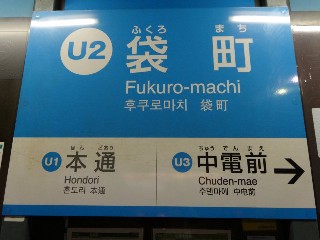 U2
ふくろ まち
袋町
Fukuro-machi
후쿠로마치 袋町
U1 ほんどおり
本通
Hondori
혼도리 本通
U3 ちゅうでんまえ
中電前
Chuden-mae
주덴마에 中电前